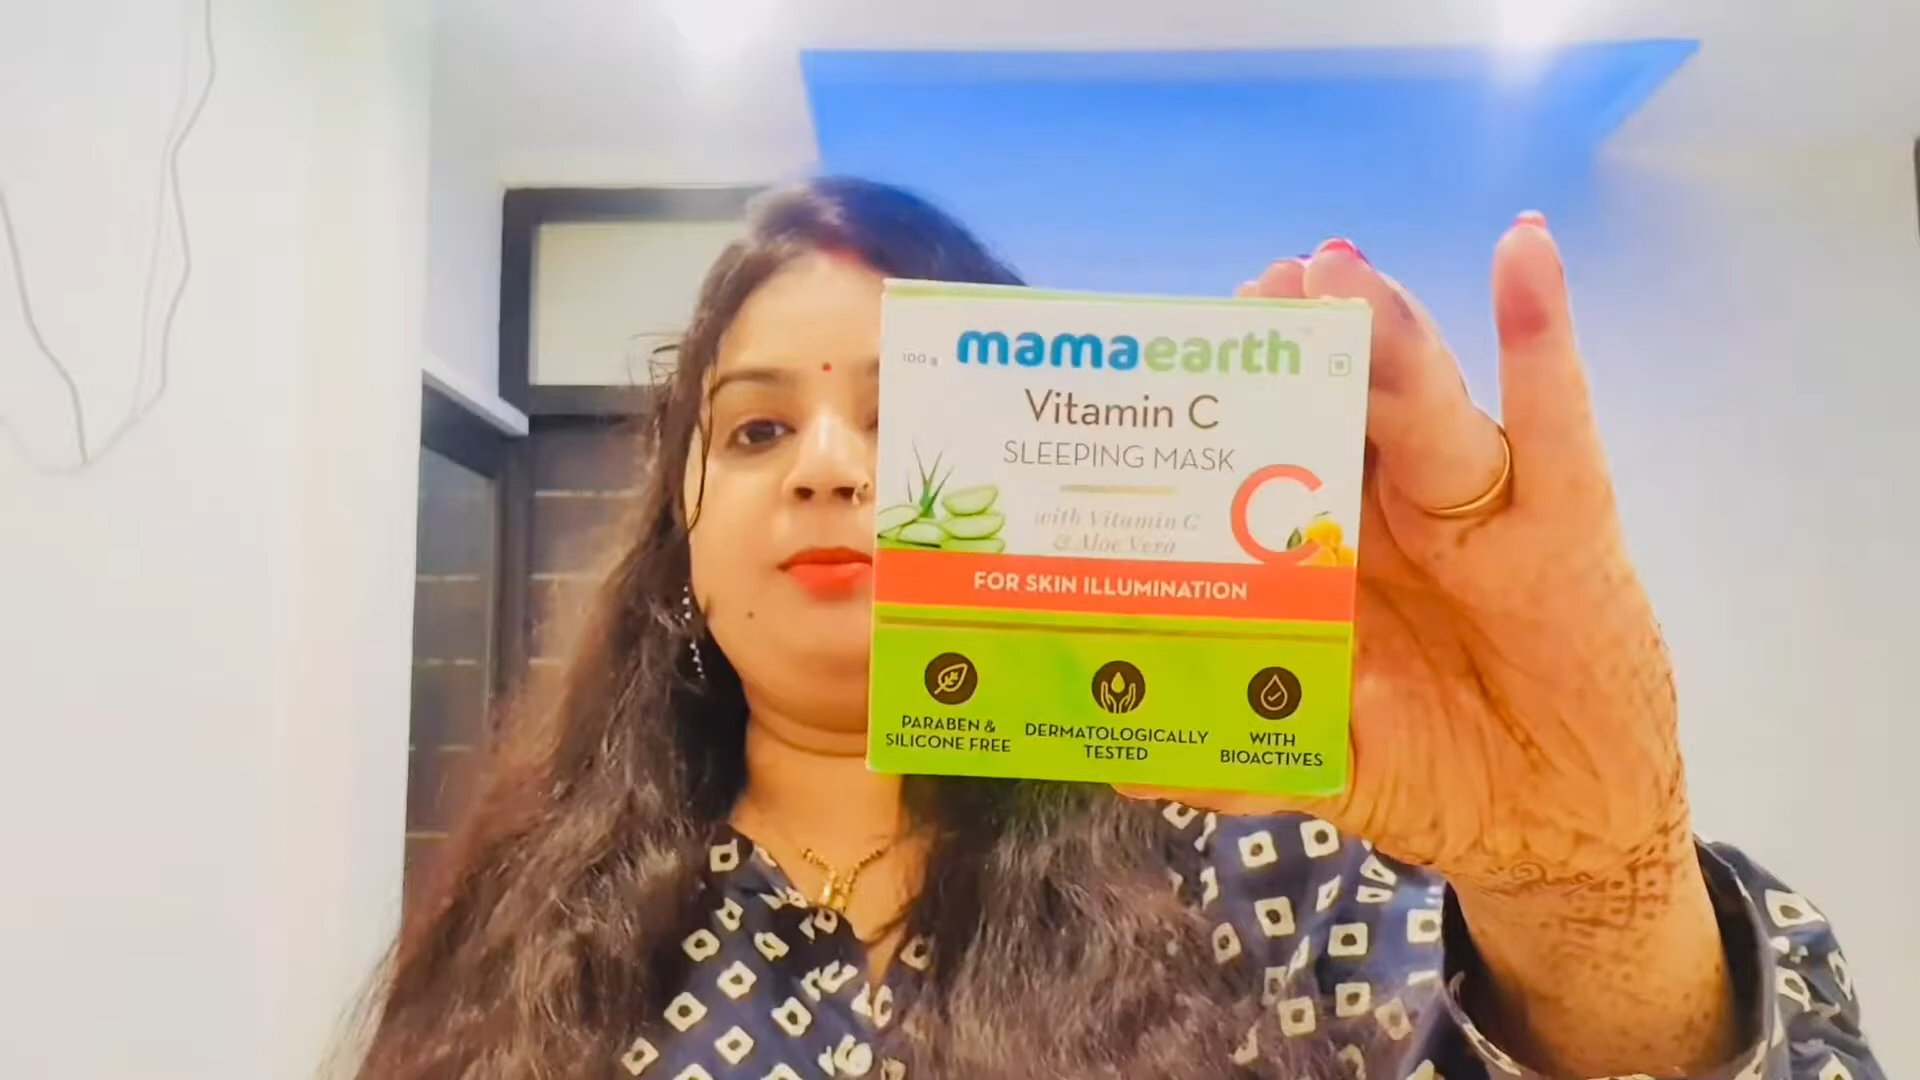 mamaearth
100 g
Vitamin C
SLEEPING MASK
with Vitamin C
& Aloe Vera
C
FOR SKIN ILLUMINATION
PARABEN &
SILICONE FREE
DERMATOLOGICALLY
TESTED
WITH
BIOACTIVES